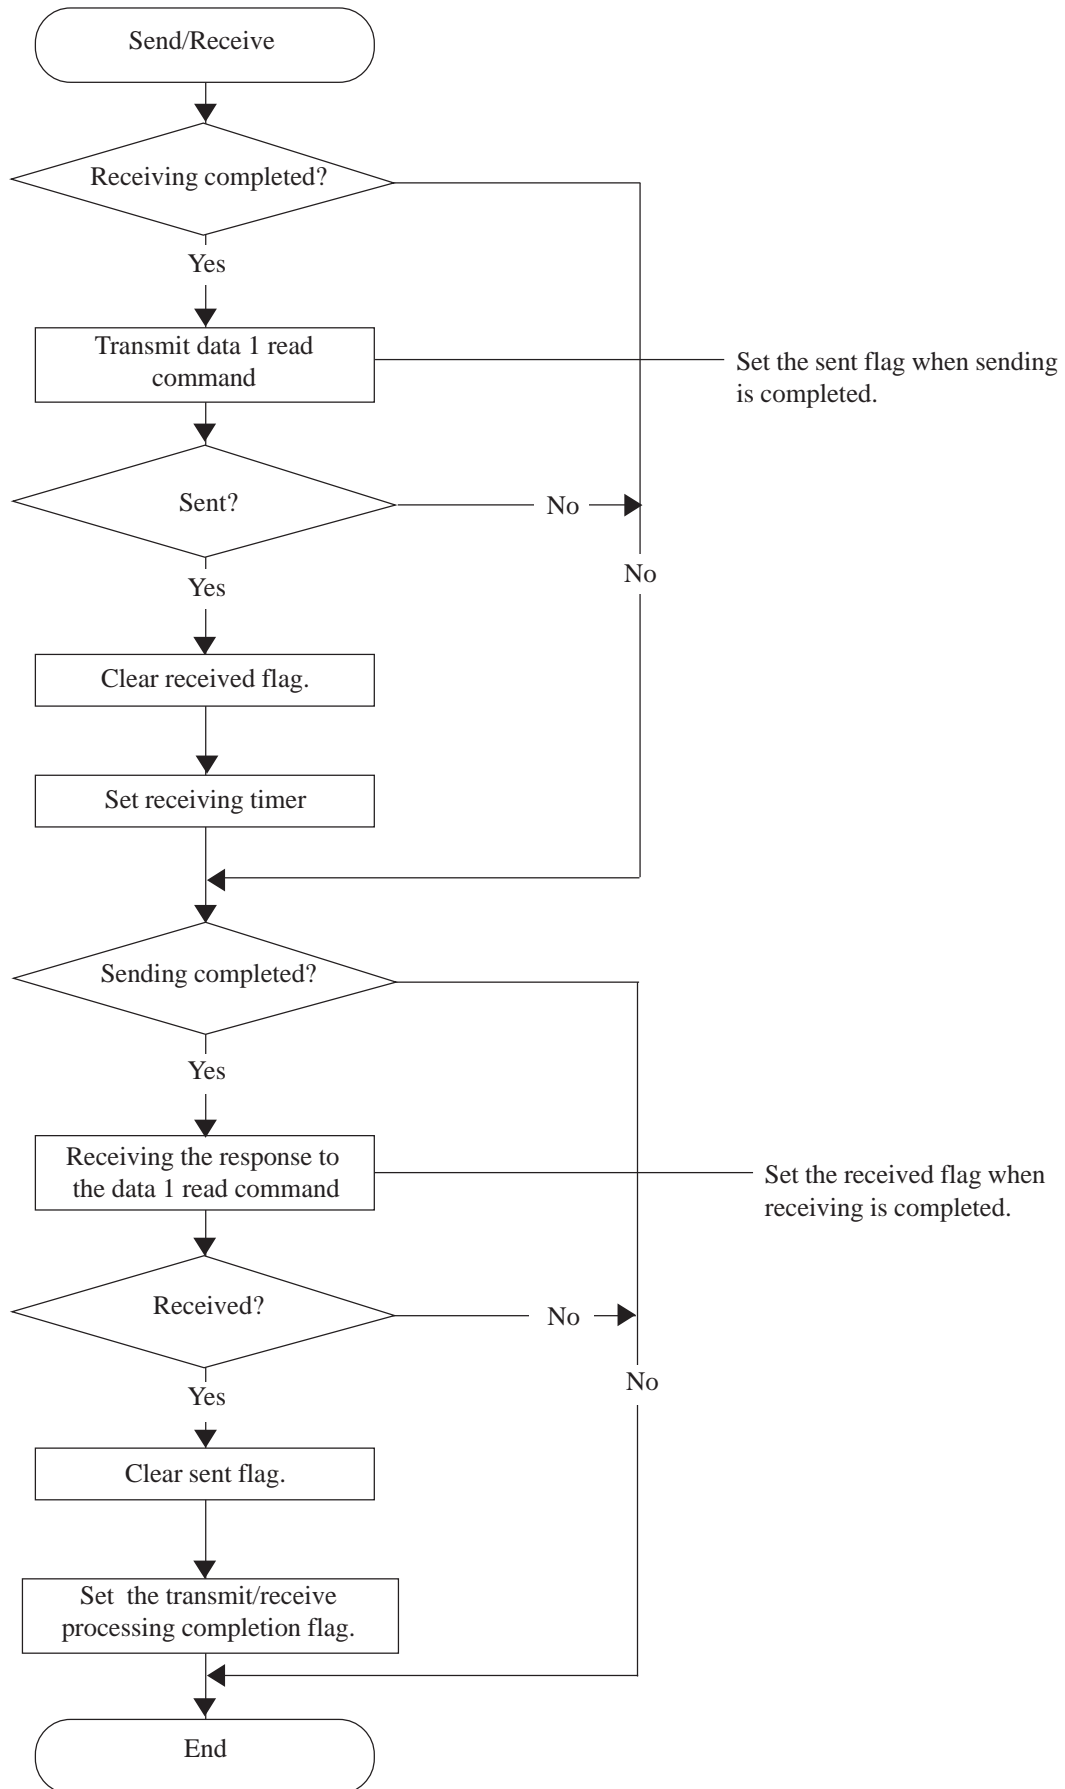 Send/Receive
Receiving completed?
Yes
Transmit data 1 read
command
Set the sent flag when sending
is completed.
Sent?
No
No
Yes
Clear received flag.
Set receiving timer
Sending completed?
Yes
Receiving the response to
the data 1 read command
Set the received flag when
receiving is completed.
Received?
No
No
Yes
Clear sent flag.
Set the transmit/receive
processing completion flag.
End